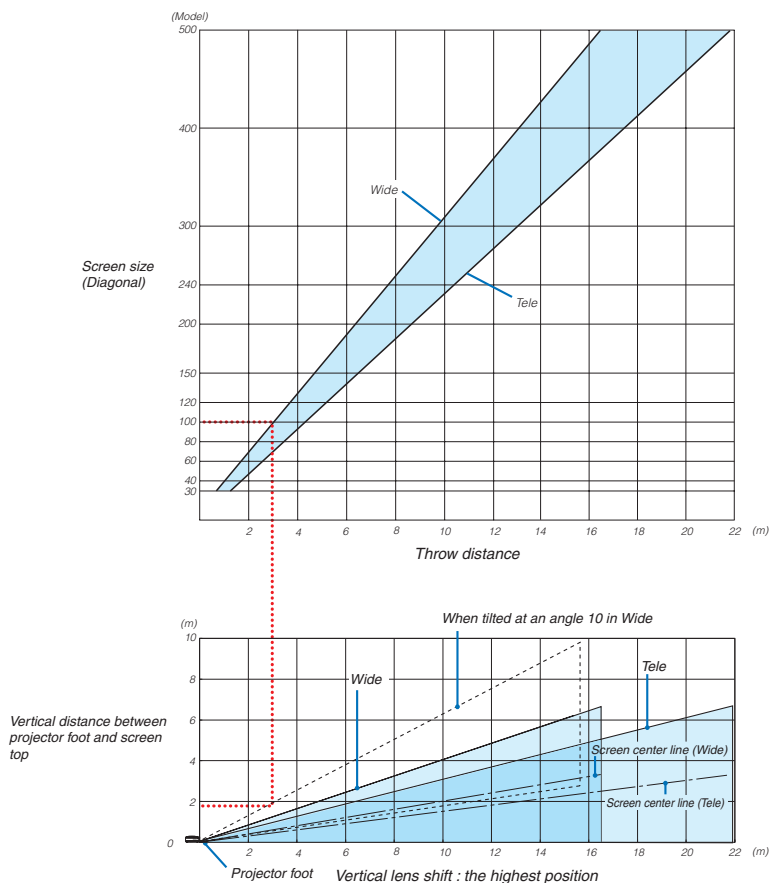 (Model)
500
400
Wide
300
Screen size
(Diagonal)
240
Tele
200
150
120
100
80
60
40
30
2 4 6 8 10 12 14 16 18 20 22 (m)
Throw distance
(m)
When tilted at an angle 10 in Wide
10
Wide
Tele
8
6
Vertical distance between
projector foot and screen
top
Screen center line (Wide)
4
2
Screen center line (Tele)
0
2 4 6 8 10 12 14 16 18 20 22 (m)
Projector foot
Vertical lens shift : the highest position